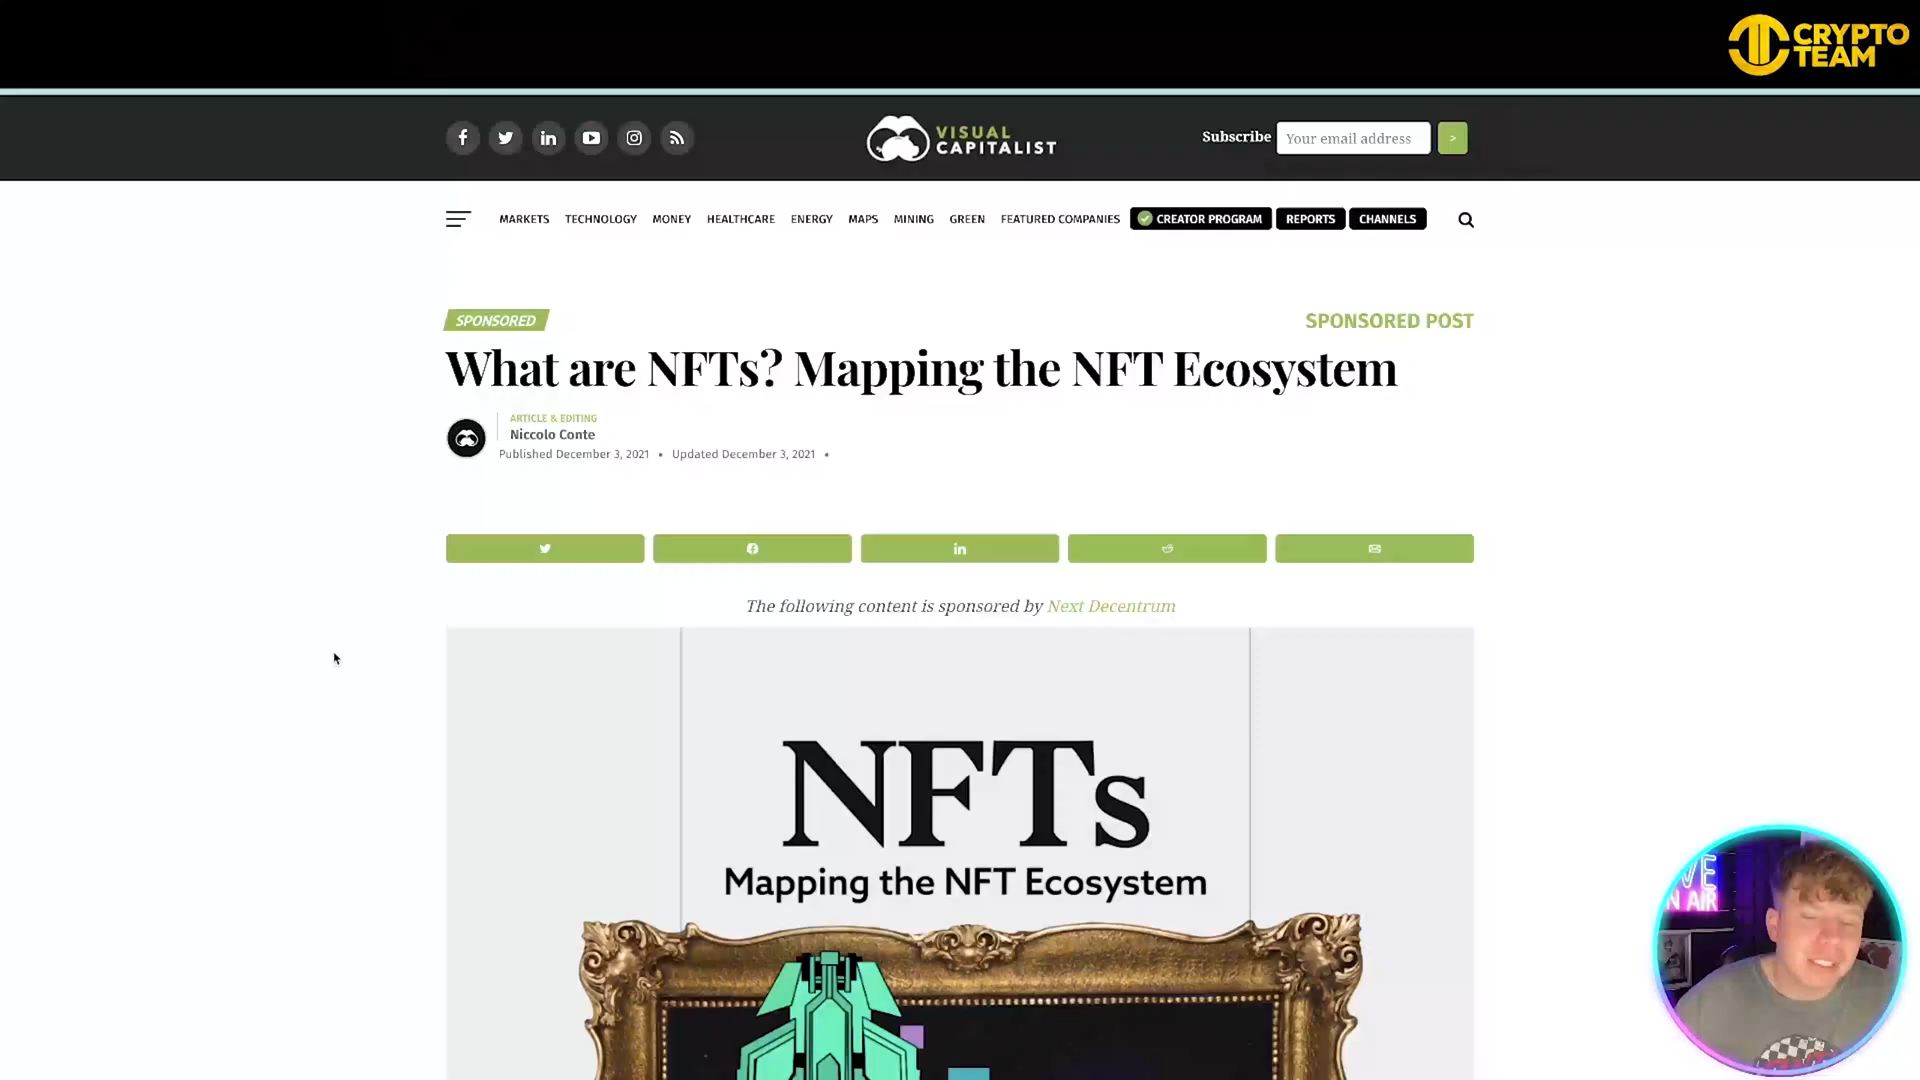 CRYPTO
TEAM
VISUAL
CAPITALIST
Subscribe
Your email address
>
MARKETS TECHNOLOGY MONEY HEALTHCARE ENERGY MAPS MINING GREEN FEATURED COMPANIES CREATOR PROGRAM REPORTS CHANNELS
SPONSORED
SPONSORED POST
What are NFTs? Mapping the NFT Ecosystem
ARTICLE & EDITING
Niccolo Conte
Published December 3, 2021 • Updated December 3, 2021 •
The following content is sponsored by Next Decentrum
NFTs
Mapping the NFT Ecosystem
VE
N AIR